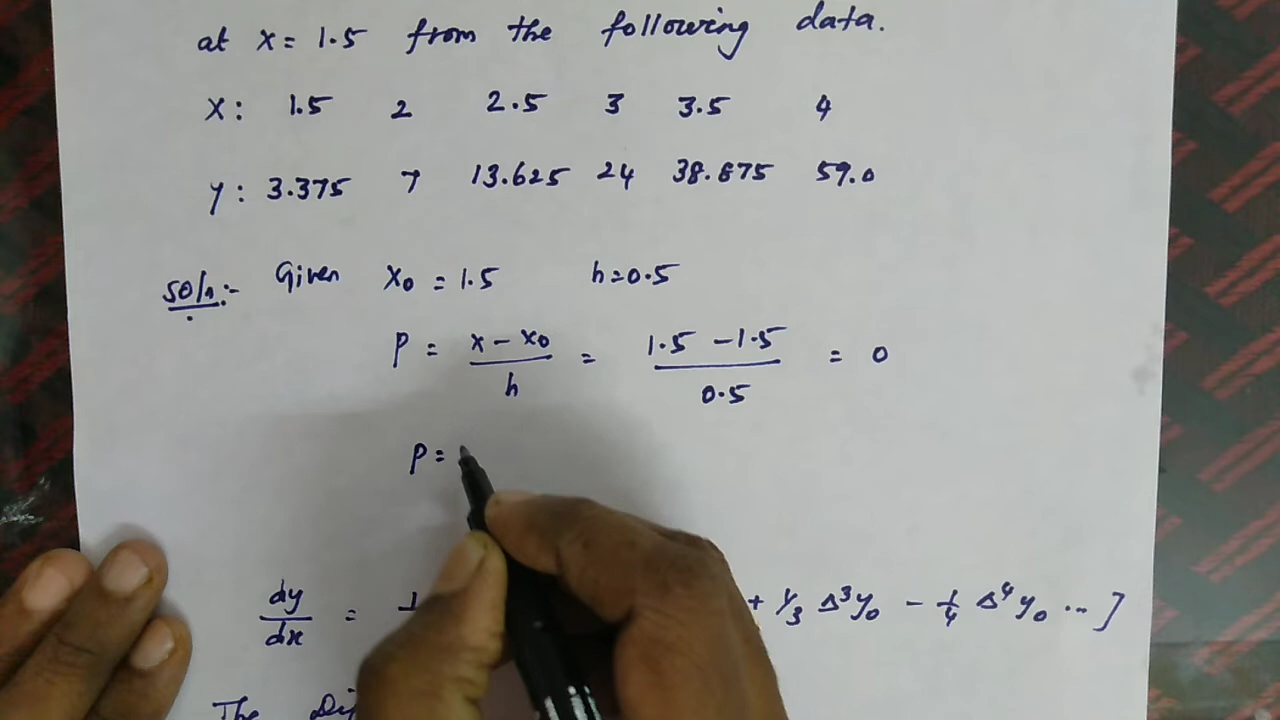 at x = 1.5 from the following data.
x: 1.5 2 2.5 3 3.5 4
y: 3.375 7 13.625 24 38.875 59.0
Soln:- Given x₀ = 1.5 h=0.5
P = (x - x₀)/h = (1.5 - 1.5)/0.5 = 0
P =
dy/dx = 1 + 1/3 Δ³y₀ - 1/4 Δ⁴y₀ ... ]
The